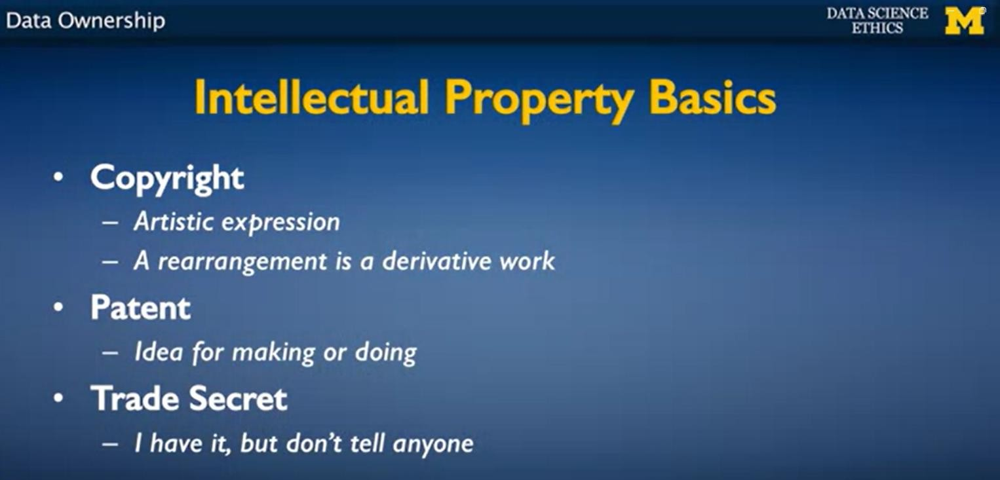 Data Ownership
DATA SCIENCE
ETHICS
M
Intellectual Property Basics
• Copyright
– Artistic expression
– A rearrangement is a derivative work
• Patent
– Idea for making or doing
• Trade Secret
– I have it, but don’t tell anyone